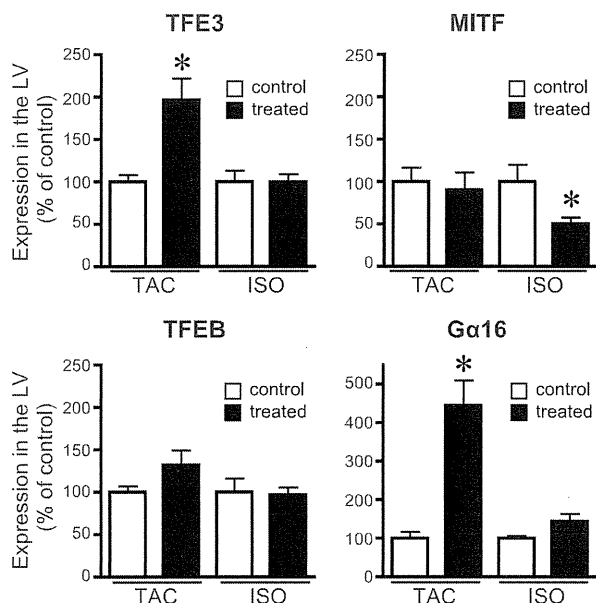 TFE3
Expression in the LV
(% of control)
250
200
150
100
50
0
*
control
treated
TAC
ISO
MITF
250
200
150
100
50
0
control
treated
*
TAC
ISO
TFEB
Expression in the LV
(% of control)
250
200
150
100
50
0
control
treated
TAC
ISO
Gα16
500
400
300
200
100
0
*
control
treated
TAC
ISO